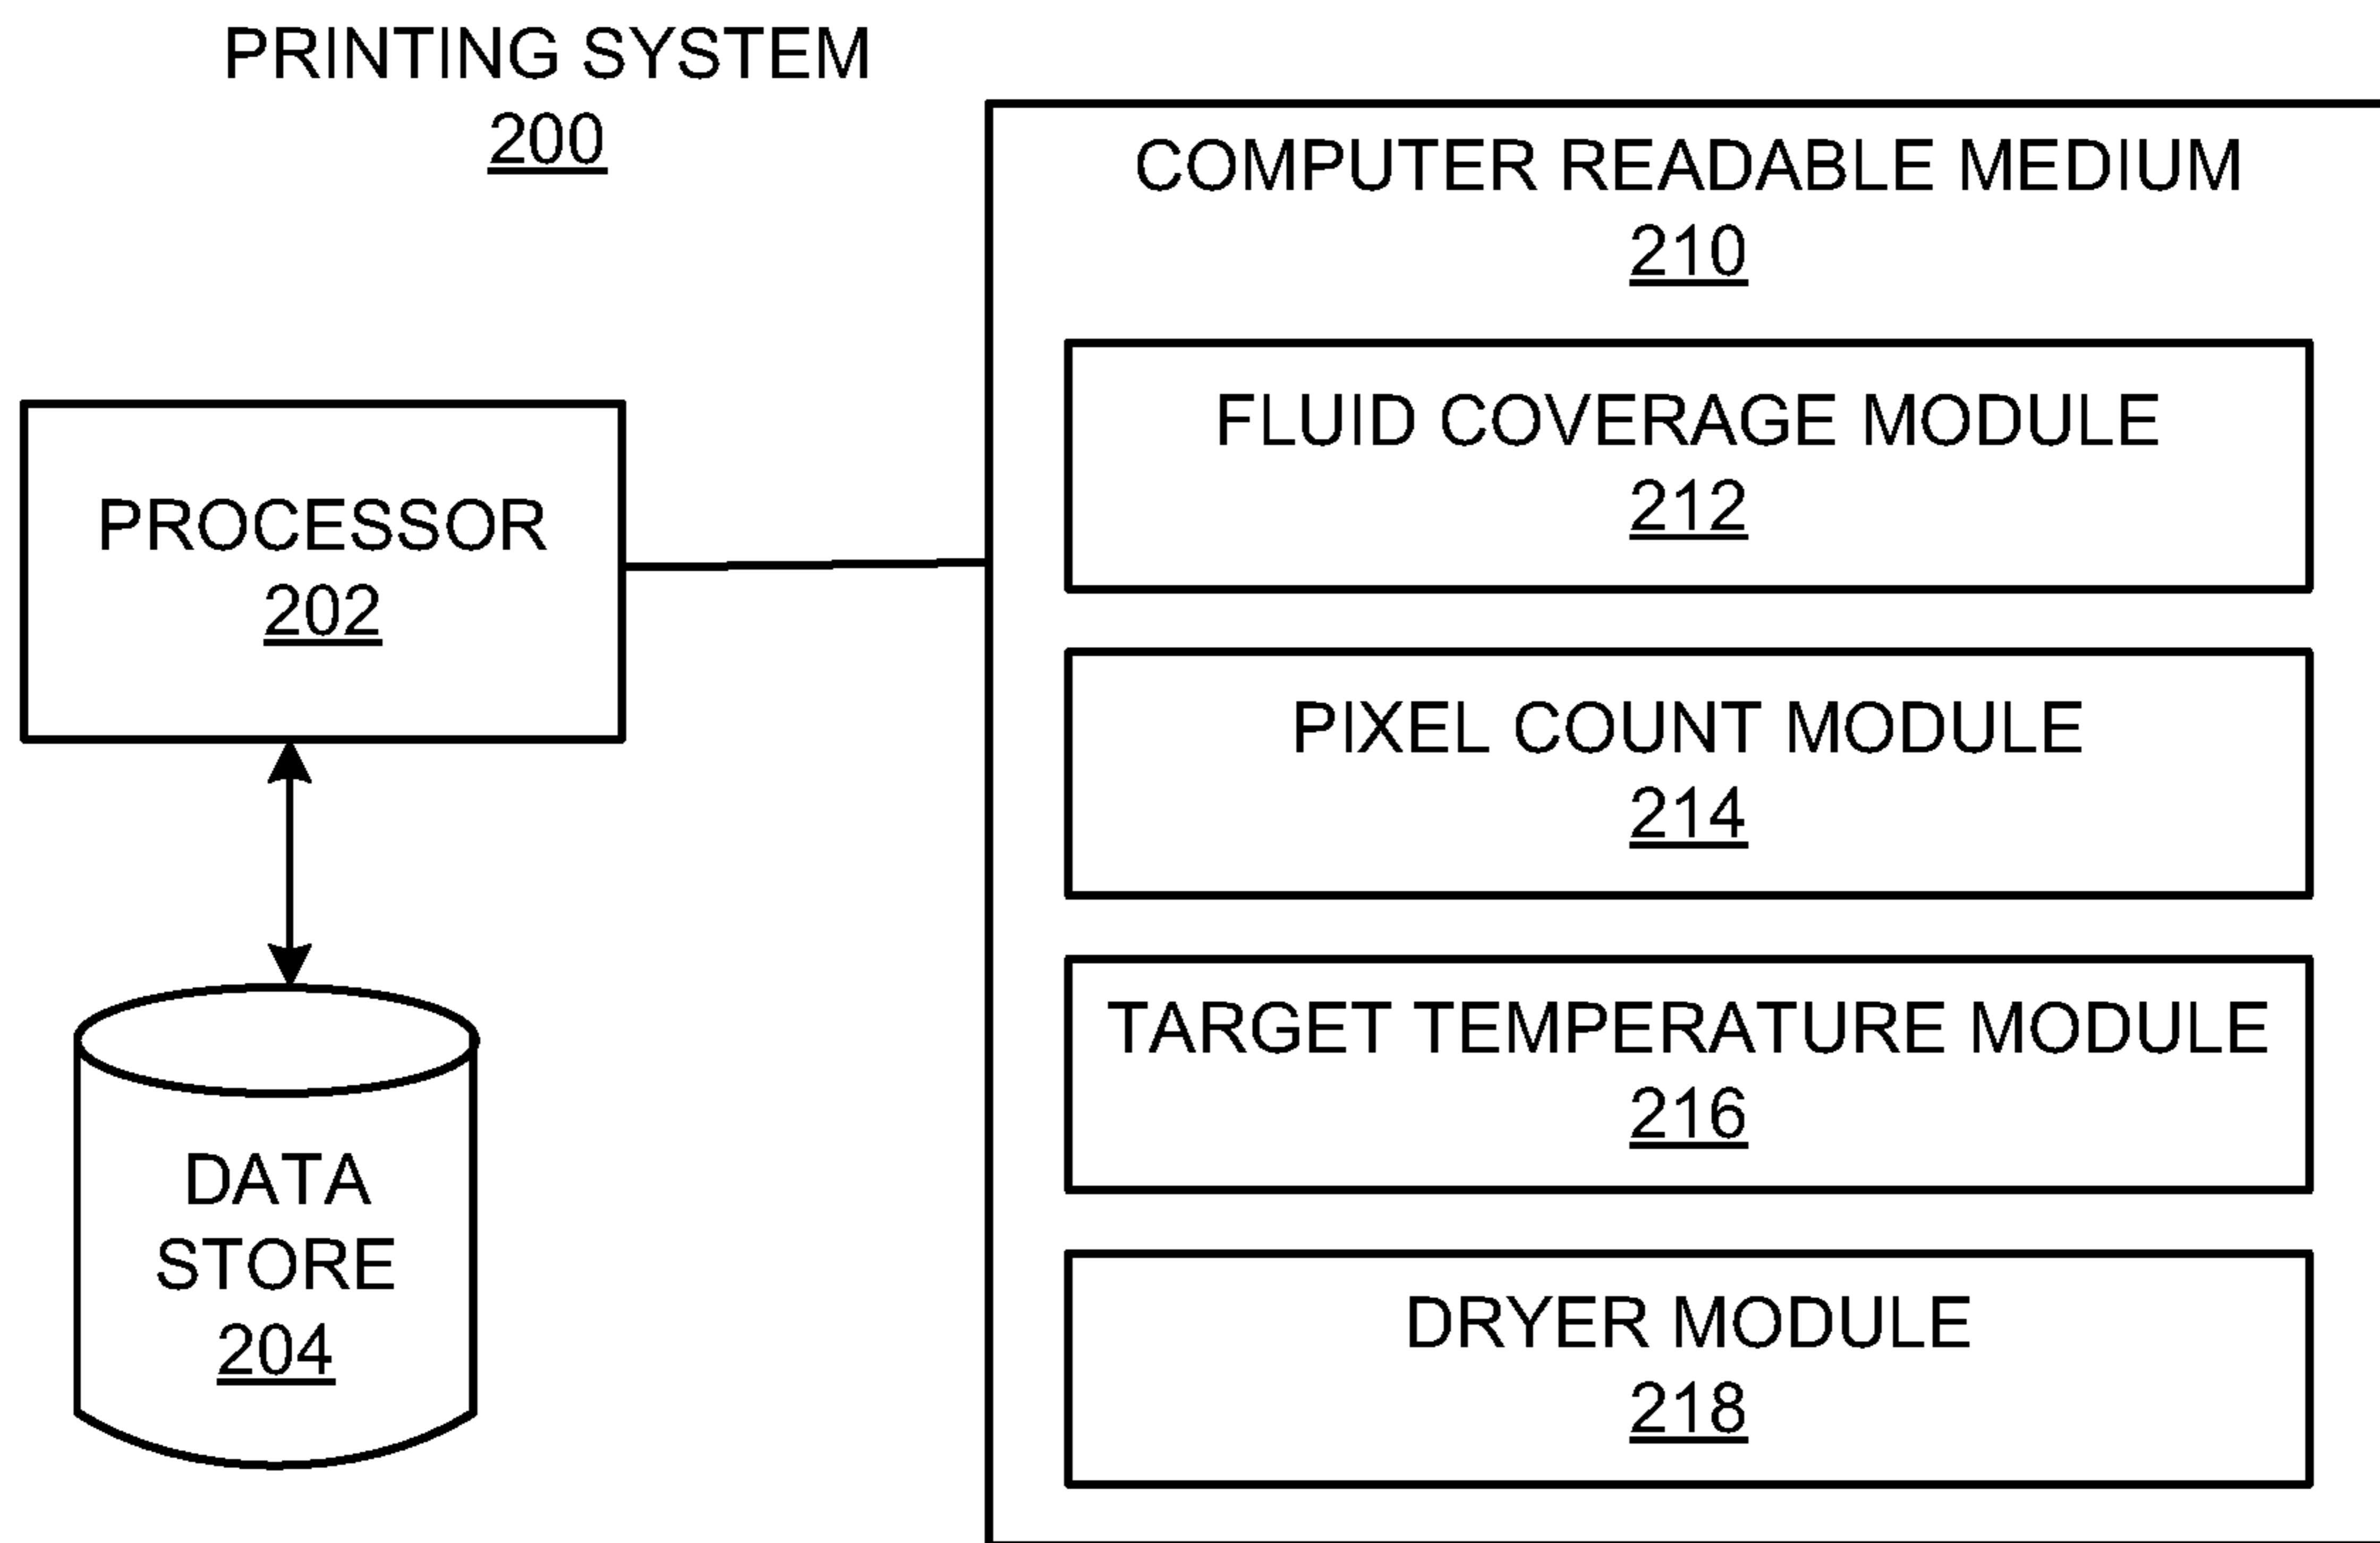 PRINTING SYSTEM
200
COMPUTER READABLE MEDIUM
210
FLUID COVERAGE MODULE
212
PROCESSOR
202
PIXEL COUNT MODULE
214
TARGET TEMPERATURE MODULE
216
DATA
STORE
204
DRYER MODULE
218